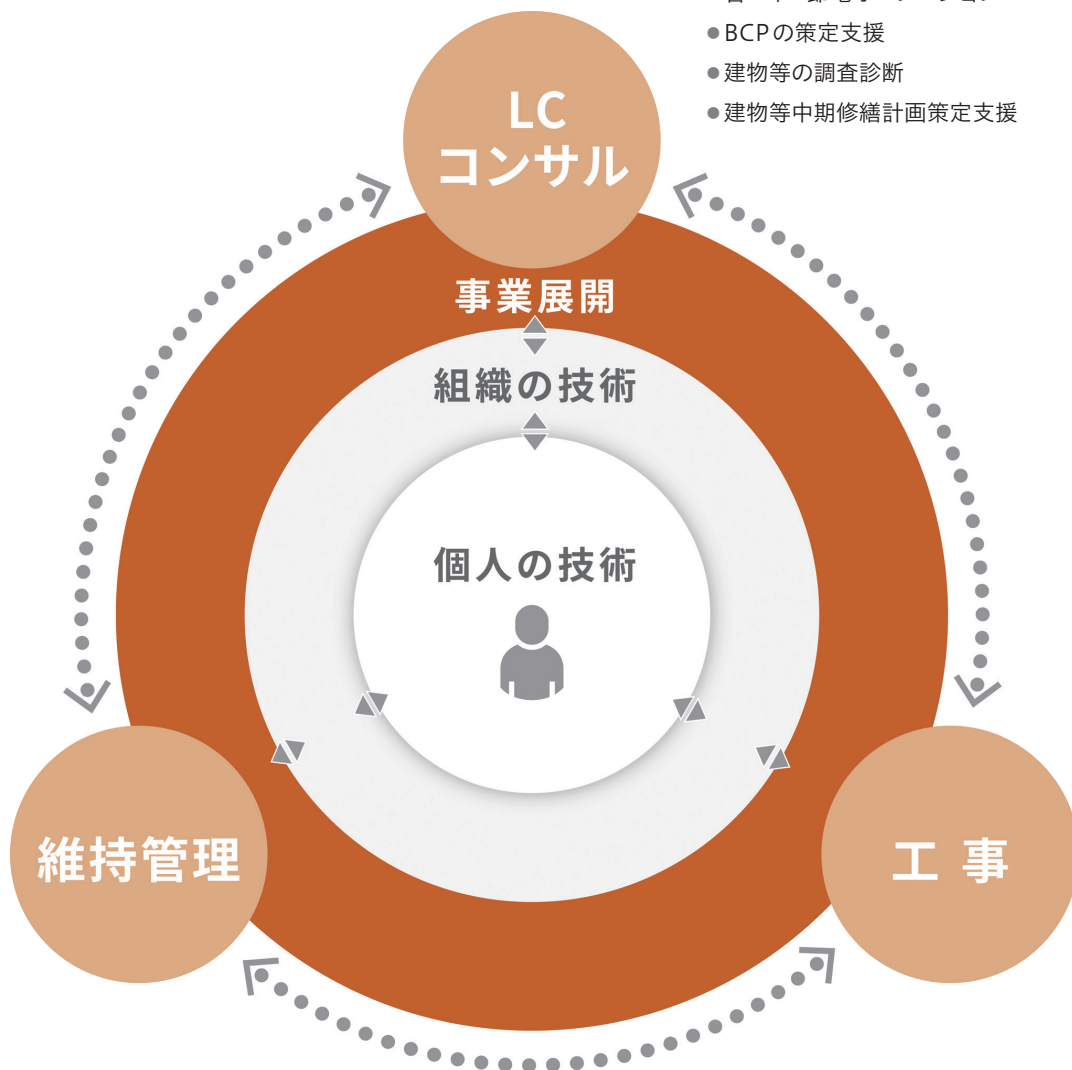 ● BCPの策定支援
● 建物等の調査診断
● 建物等中期修繕計画策定支援
LC
コンサル
事業展開
組織の技術
個人の技術
維持管理
工 事